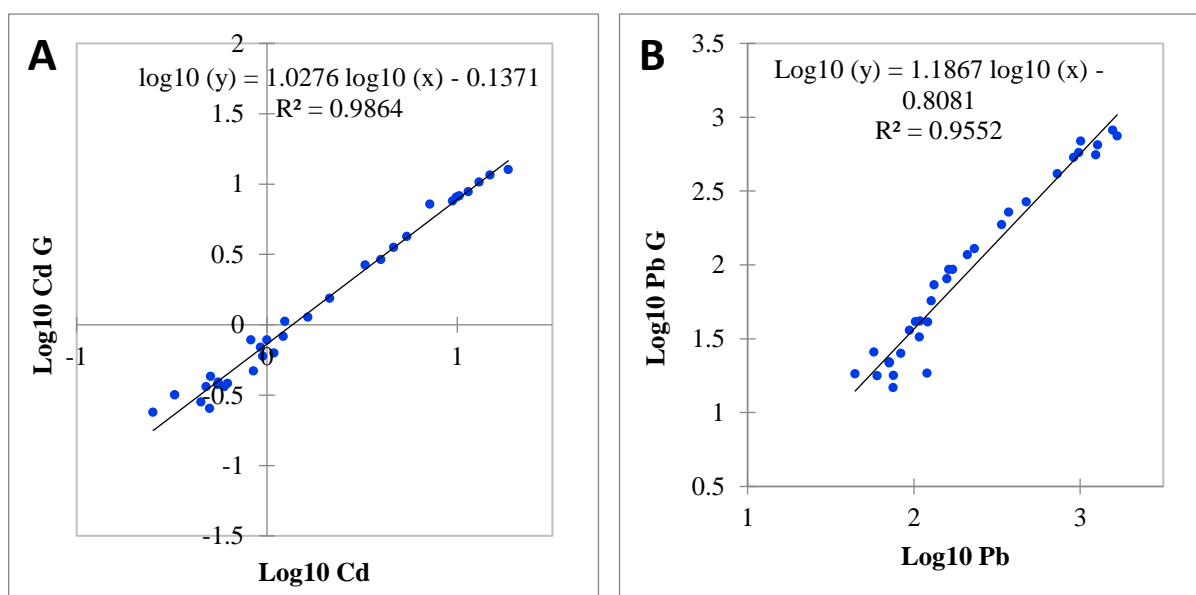 A
log10 (y) = 1.0276 log10 (x) - 0.1371
R² = 0.9864
2
1.5
1
0.5
0
-0.5
-1
-1.5
-1
0
1
Log10 Cd G
Log10 Cd
B
Log10 (y) = 1.1867 log10 (x) -
0.8081
R² = 0.9552
3.5
3
2.5
2
1.5
1
0.5
1
2
3
Log10 Pb G
Log10 Pb